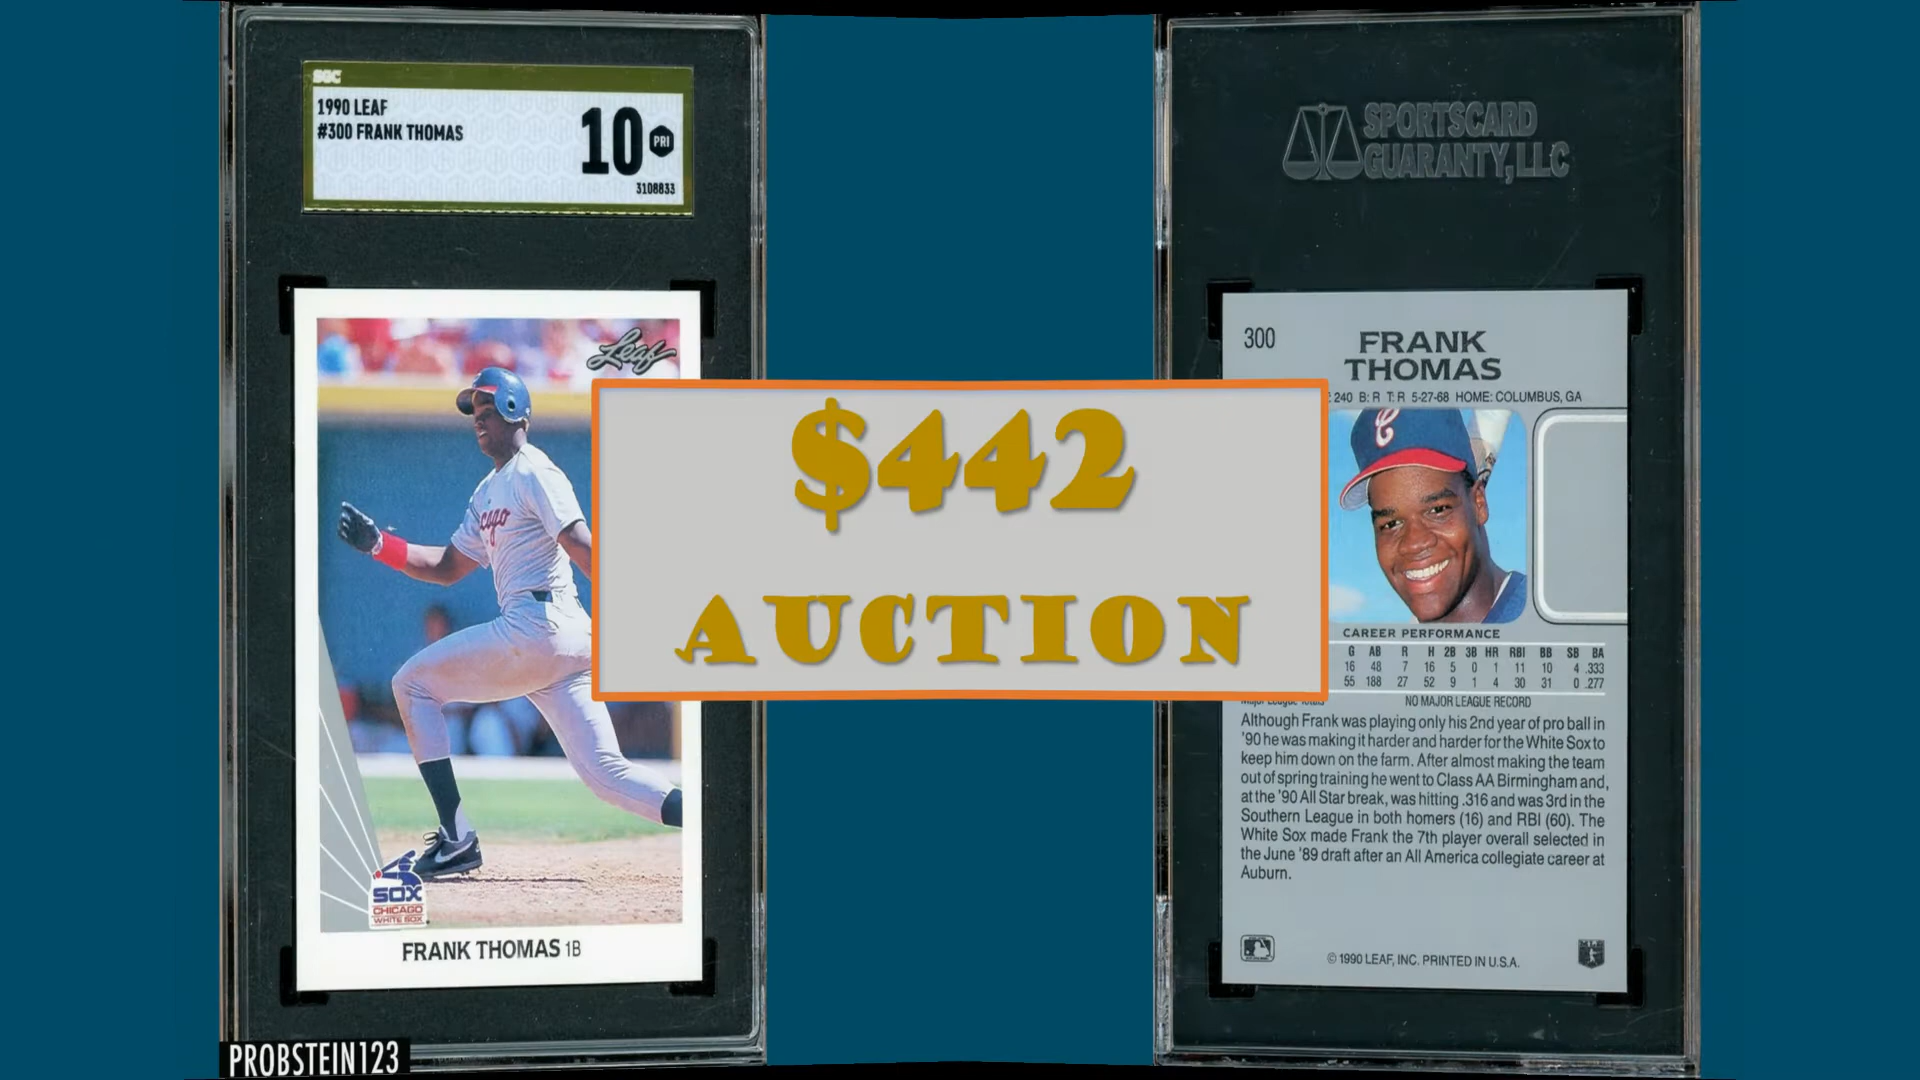 SGC
1990 LEAF
#300 FRANK THOMAS
10 PRI
3108833
Leaf
cago
SOX
CHICAGO
WHITE SOX
FRANK THOMAS 1B
PROBSTEIN123
$442
AUCTION
SPORTSCARD
GUARANTY, LLC
300
FRANK
THOMAS
240 B: R T: R 5-27-68 HOME: COLUMBUS, GA
C
CAREER PERFORMANCE
G AB R H 2B 3B HR RBI BB SB BA
16 48 7 16 5 0 1 11 10 4 .333
55 188 27 52 9 1 4 30 31 0 .277
Major League Totals NO MAJOR LEAGUE RECORD
Although Frank was playing only his 2nd year of pro ball in
'90 he was making it harder and harder for the White Sox to
keep him down on the farm. After almost making the team
out of spring training he went to Class AA Birmingham and,
at the '90 All Star break, was hitting .316 and was 3rd in the
Southern League in both homers (16) and RBI (60). The
White Sox made Frank the 7th player overall selected in
the June '89 draft after an All America collegiate career at
Auburn.
© 1990 LEAF, INC. PRINTED IN U.S.A.